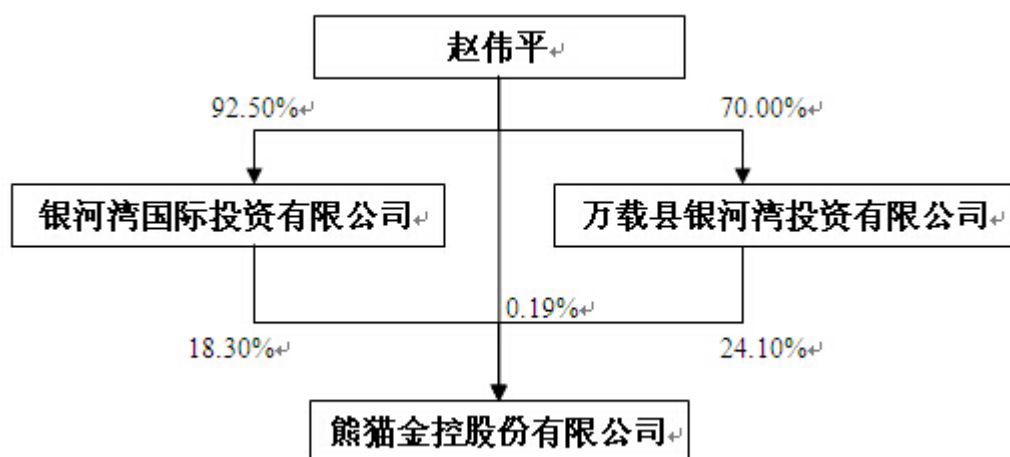 赵伟平
92.50%
70.00%
银河湾国际投资有限公司
万载县银河湾投资有限公司
0.19%
18.30%
24.10%
熊猫金控股份有限公司